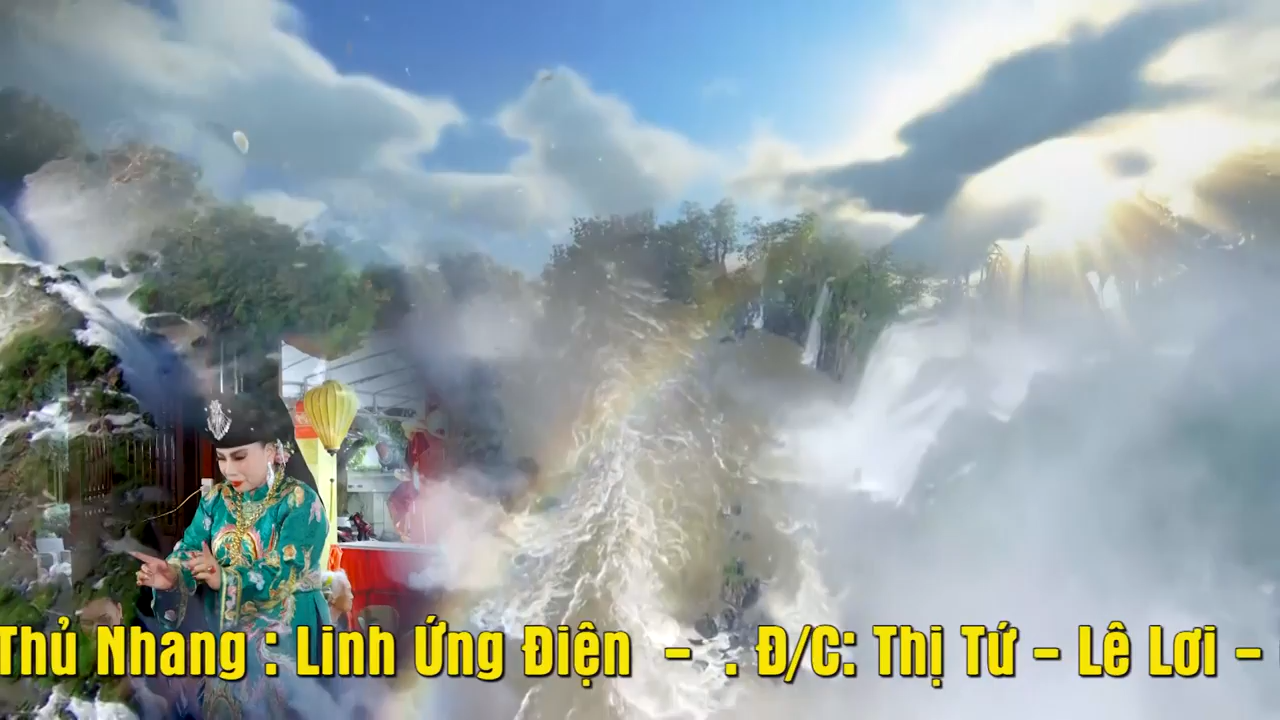 Thủ Nhang : Linh Ứng Điện - . Đ/C: Thị Tứ - Lê Lợi -